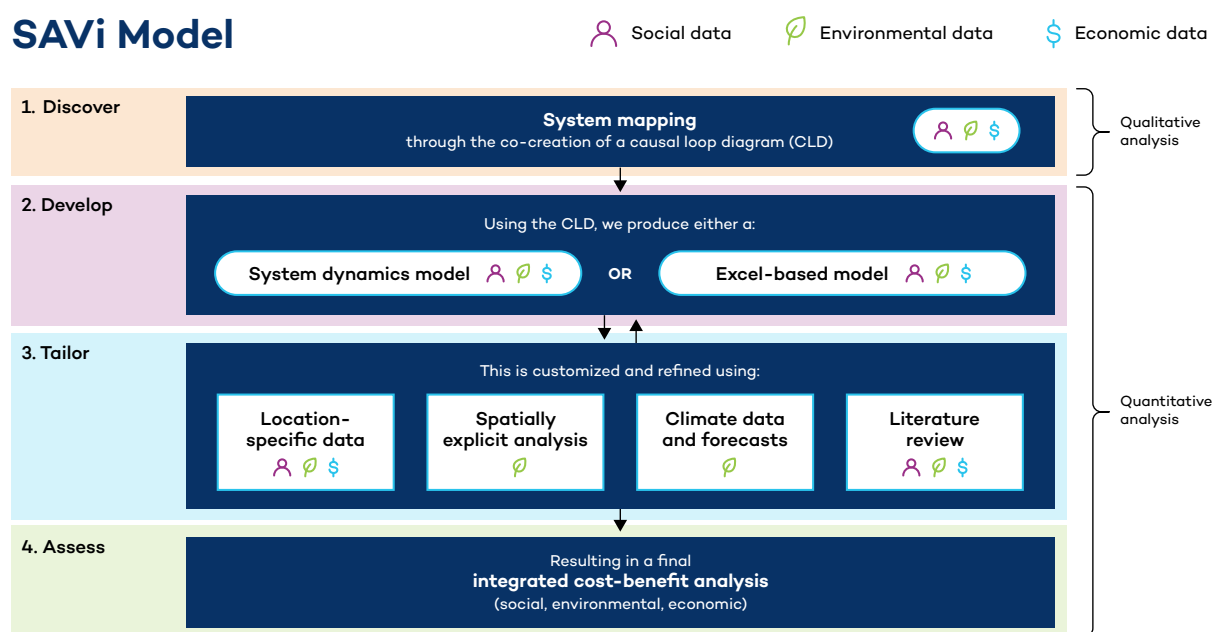 SAVi Model
Social data
Environmental data
Economic data
1. Discover
System mapping
through the co-creation of a causal loop diagram (CLD)
Qualitative
analysis
2. Develop
Using the CLD, we produce either a:
System dynamics model
OR
Excel-based model
3. Tailor
This is customized and refined using:
Location-
specific data
Spatially
explicit analysis
Climate data
and forecasts
Literature
review
Quantitative
analysis
4. Assess
Resulting in a final
integrated cost-benefit analysis
(social, environmental, economic)